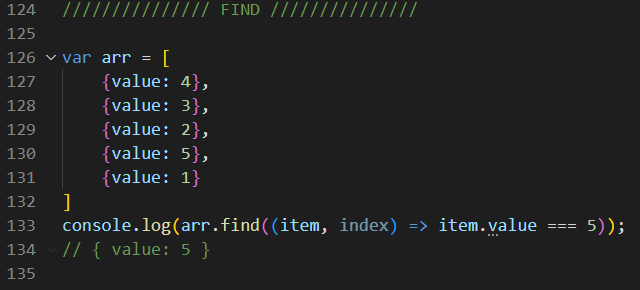 124 /////////////// FIND ///////////////
125
126 var arr = [
127     {value: 4},
128     {value: 3},
129     {value: 2},
130     {value: 5},
131     {value: 1}
132 ]
133 console.log(arr.find((item, index) => item.value === 5));
134 // { value: 5 }
135